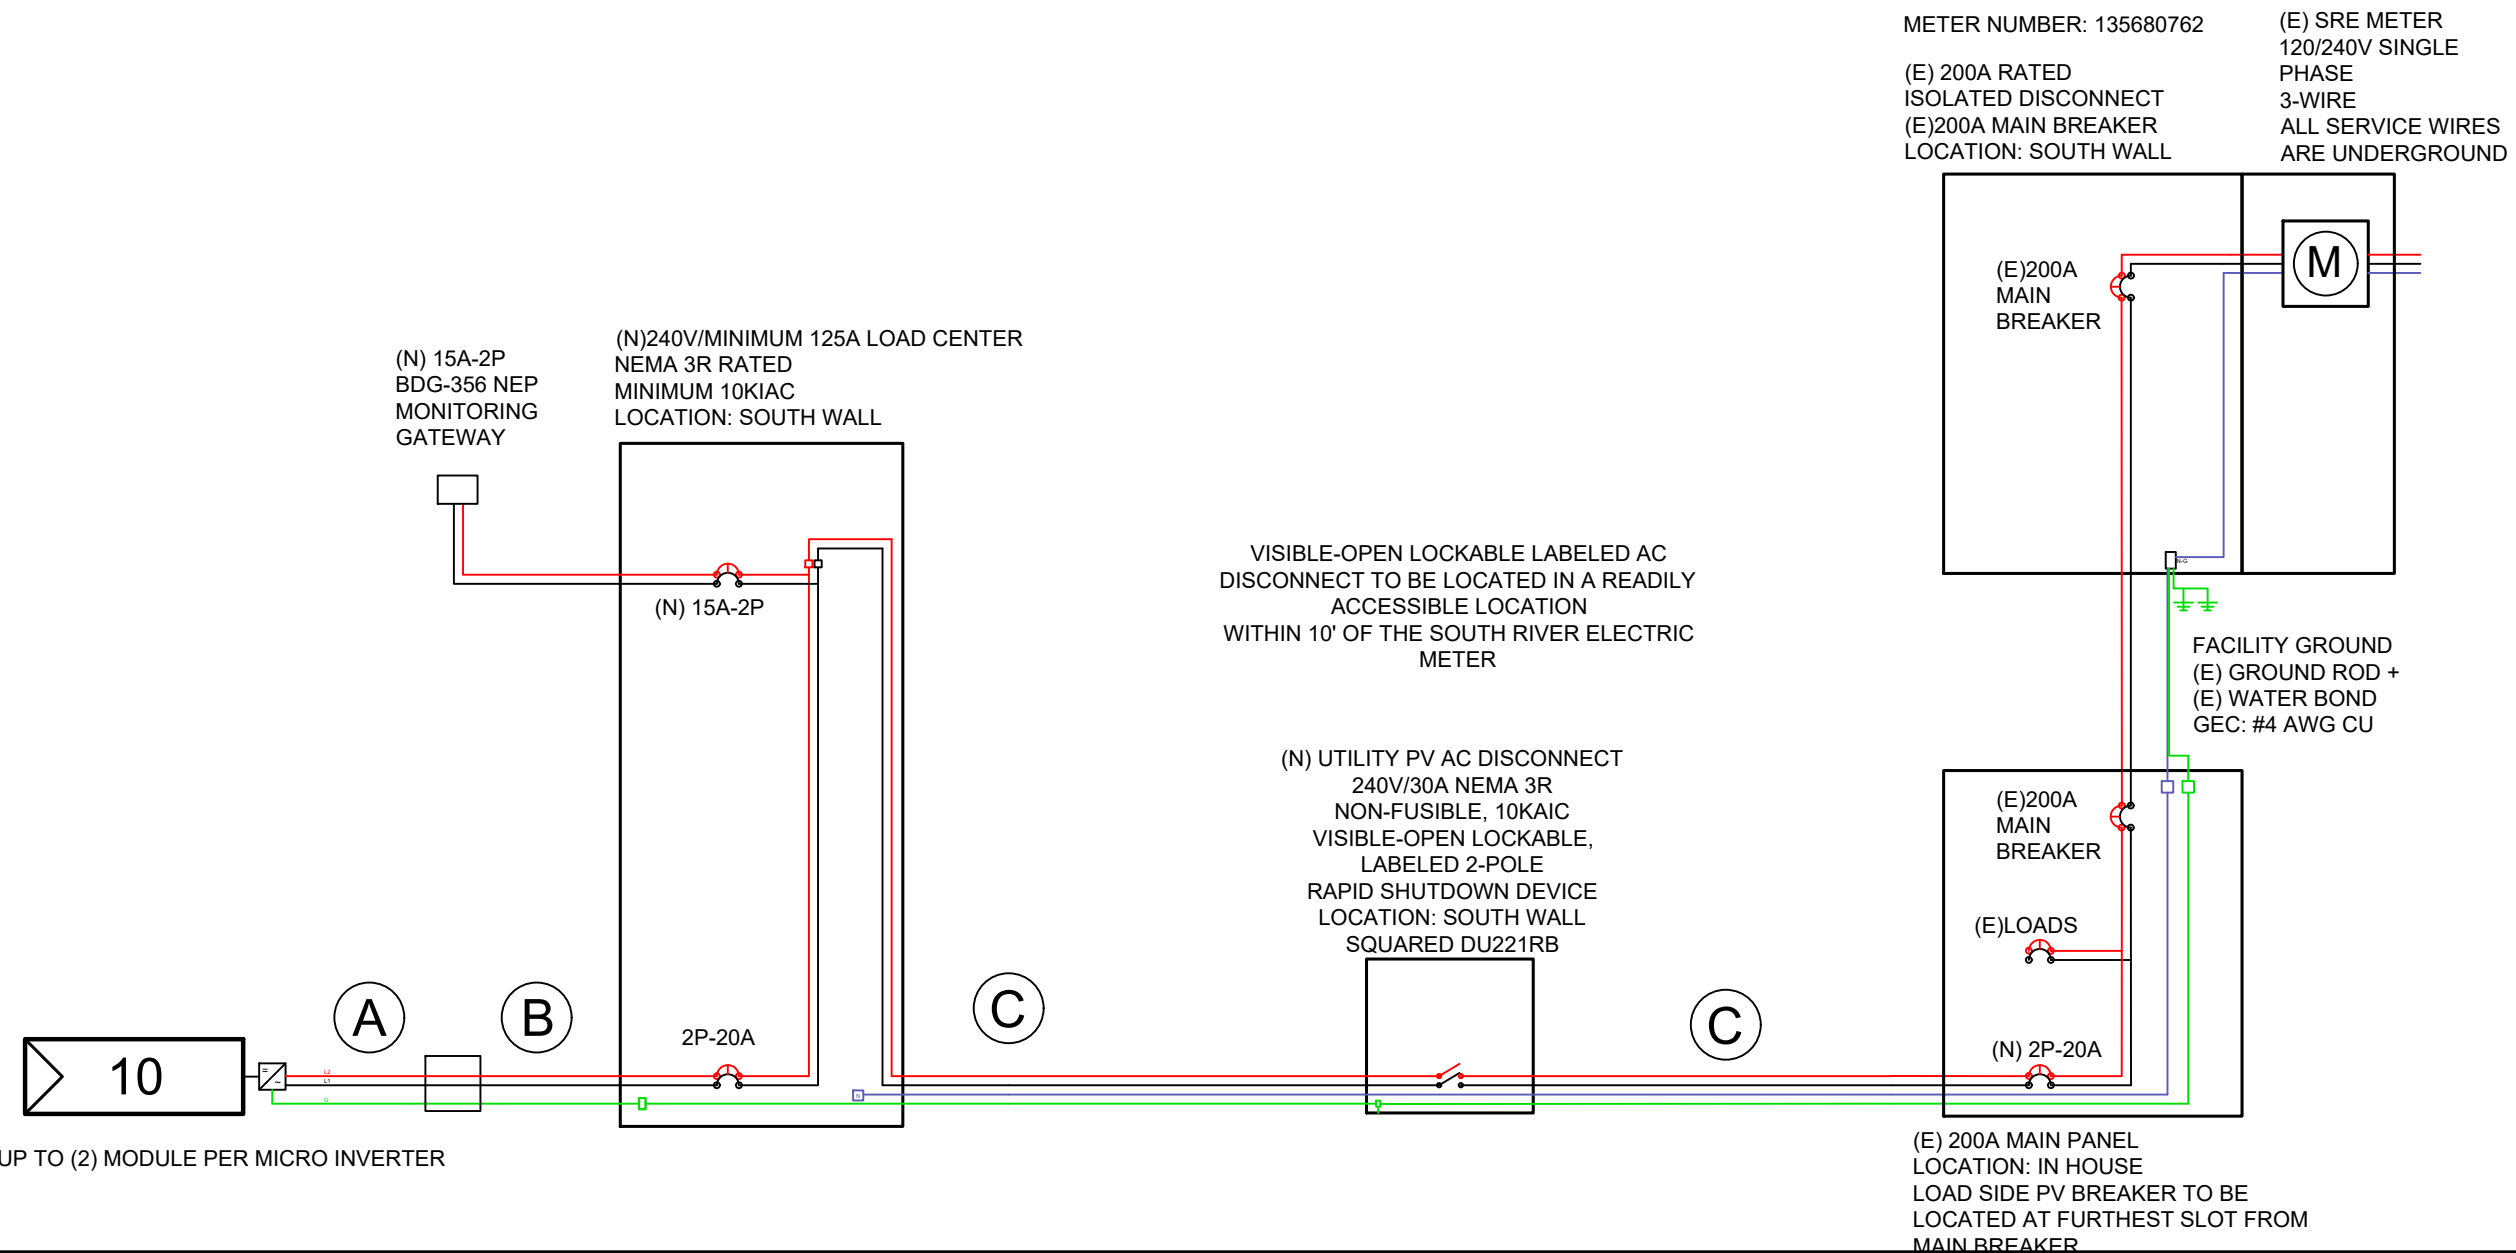 METER NUMBER: 135680762
(E) 200A RATED
ISOLATED DISCONNECT
(E)200A MAIN BREAKER
LOCATION: SOUTH WALL
(E) SRE METER
120/240V SINGLE
PHASE
3-WIRE
ALL SERVICE WIRES
ARE UNDERGROUND
(E)200A
MAIN
BREAKER
M
N-G
(N) 15A-2P
BDG-356 NEP
MONITORING
GATEWAY
(N)240V/MINIMUM 125A LOAD CENTER
NEMA 3R RATED
MINIMUM 10KIAC
LOCATION: SOUTH WALL
(N) 15A-2P
VISIBLE-OPEN LOCKABLE LABELED AC
DISCONNECT TO BE LOCATED IN A READILY
ACCESSIBLE LOCATION
WITHIN 10' OF THE SOUTH RIVER ELECTRIC
METER
FACILITY GROUND
(E) GROUND ROD +
(E) WATER BOND
GEC: #4 AWG CU
(N) UTILITY PV AC DISCONNECT
240V/30A NEMA 3R
NON-FUSIBLE, 10KAIC
VISIBLE-OPEN LOCKABLE,
LABELED 2-POLE
RAPID SHUTDOWN DEVICE
LOCATION: SOUTH WALL
SQUARED DU221RB
(E)200A
MAIN
BREAKER
(E)LOADS
(N) 2P-20A
A
B
2P-20A
C
C
10
L2
L1
G
N
UP TO (2) MODULE PER MICRO INVERTER
(E) 200A MAIN PANEL
LOCATION: IN HOUSE
LOAD SIDE PV BREAKER TO BE
LOCATED AT FURTHEST SLOT FROM
MAIN BREAKER